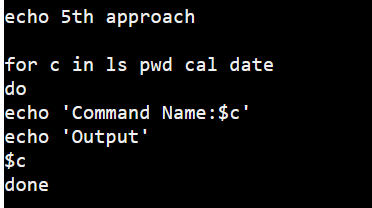 echo 5th approach
for c in ls pwd cal date
do
echo 'Command Name:$c'
echo 'Output'
$c
done